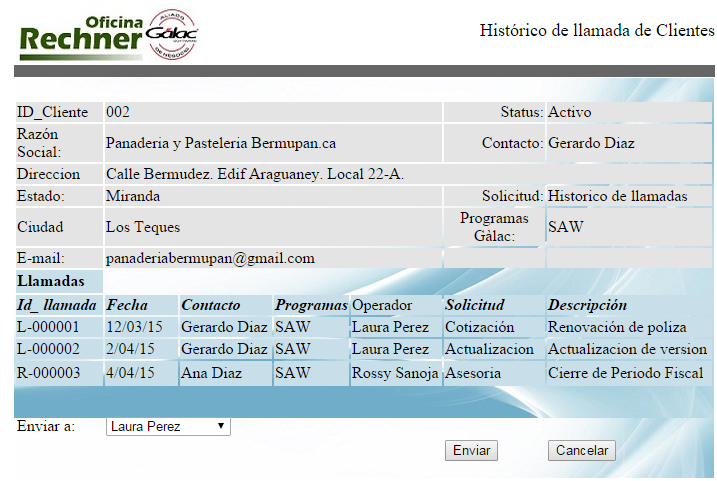 Oficina
Rechner
ALIADO
Gálac
SOFTWARE
DE NEGOCIO
Histórico de llamada de Clientes
ID_Cliente 002 Status: Activo
Razón Social: Panaderia y Pasteleria Bermupan.ca Contacto: Gerardo Diaz
Direccion Calle Bermudez. Edif Araguaney. Local 22-A.
Estado: Miranda Solicitud: Historico de llamadas
Ciudad Los Teques Programas Gàlac: SAW
E-mail: panaderiabermupan@gmail.com
Llamadas
Id_ llamada Fecha Contacto Programas Operador Solicitud Descripción
L-000001 12/03/15 Gerardo Diaz SAW Laura Perez Cotización Renovación de poliza
L-000002 2/04/15 Gerardo Diaz SAW Laura Perez Actualizacion Actualizacion de version
R-000003 4/04/15 Ana Diaz SAW Rossy Sanoja Asesoria Cierre de Periodo Fiscal
Enviar a: Laura Perez
Enviar Cancelar